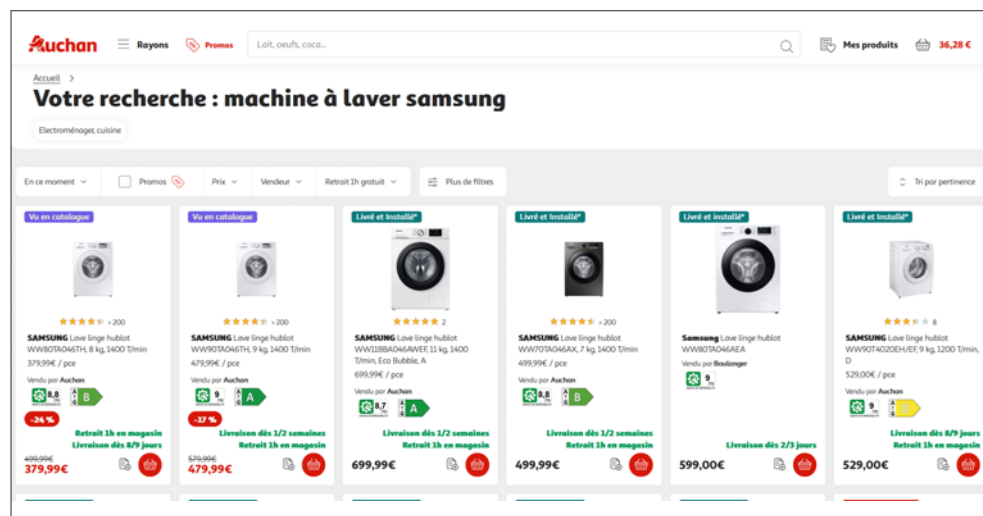 Auchan
Rayons
Promos
Lait, oeufs, coca...
Mes produits
36,28 €
Accueil >
Votre recherche : machine à laver samsung
Electroménager, cuisine
En ce moment
Promos
Prix
Vendeur
Retrait 1h gratuit
Plus de filtres
Tri par pertinence
Vu en catalogue
> 200
SAMSUNG Lave linge hublot
WW80TA046TH, 8 kg, 1400 T/min
379,99€ / pce
Vendu par Auchan
8,8
A
G
B
-24 %
Retrait 1h en magasin
Livraison dès 8/9 jours
499,99€
379,99€
Vu en catalogue
> 200
SAMSUNG Lave linge hublot
WW90TA046TH, 9 kg, 1400 T/min
479,99€ / pce
Vendu par Auchan
9
A
G
A
-17 %
Livraison dès 1/2 semaines
Retrait 1h en magasin
579,99€
479,99€
Livré et Installé*
2
SAMSUNG Lave linge hublot
WW11BBA046AWEF, 11 kg, 1400
T/min, Eco Bubble, A
699,99€ / pce
Vendu par Auchan
8,7
A
G
A
Livraison dès 1/2 semaines
Retrait 1h en magasin
699,99€
Livré et Installé*
> 200
SAMSUNG Lave linge hublot
WW70TA046AX, 7 kg, 1400 T/min
499,99€ / pce
Vendu par Auchan
8,8
A
G
B
Livraison dès 1/2 semaines
Retrait 1h en magasin
499,99€
Livré et installé*
Samsung Lave linge hublot
WW80TA046AEA
Vendu par Boulanger
9
Livraison dès 2/3 jours
599,00€
Livré et Installé*
8
SAMSUNG Lave linge hublot
WW90T4020EH/EF, 9 kg, 1200 T/min,
D
529,00€ / pce
Vendu par Auchan
9
A
G
D
Livraison dès 8/9 jours
Retrait 1h en magasin
529,00€